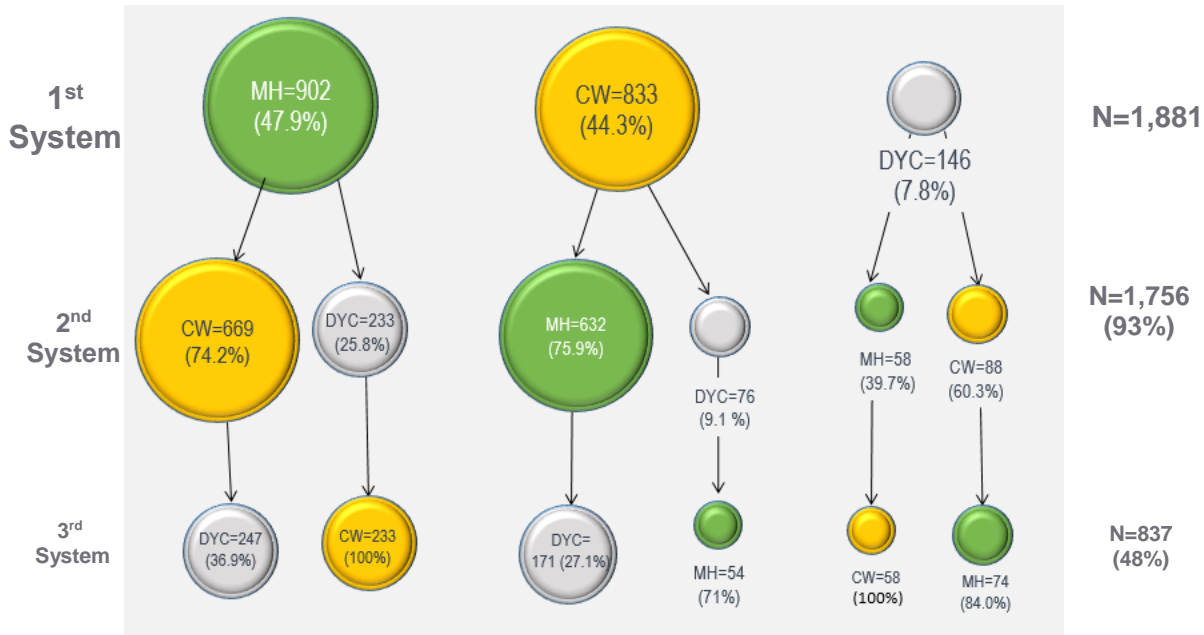 1st
System
MH=902
(47.9%)
CW=833
(44.3%)
DYC=146
(7.8%)
N=1,881
2nd
System
CW=669
(74.2%)
DYC=233
(25.8%)
MH=632
(75.9%)
DYC=76
(9.1 %)
MH=58
(39.7%)
CW=88
(60.3%)
N=1,756
(93%)
3rd
System
DYC=247
(36.9%)
CW=233
(100%)
DYC=
171 (27.1%)
MH=54
(71%)
CW=58
(100%)
MH=74
(84.0%)
N=837
(48%)